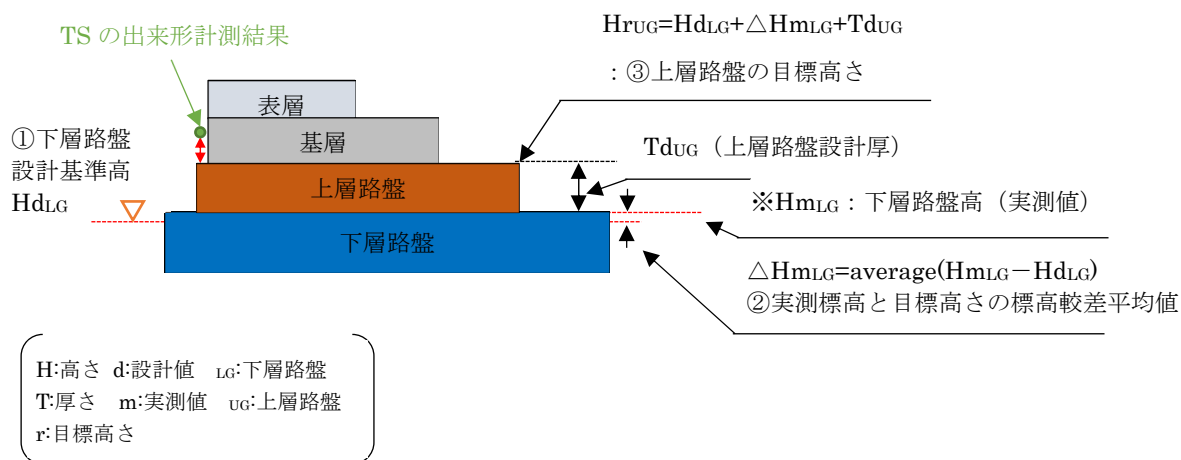 TS の出来形計測結果
HrUG=HdLG+△HmLG+TdUG
：③上層路盤の目標高さ
表層
①下層路盤
設計基準高
HdLG
基層
TdUG（上層路盤設計厚）
上層路盤
※HmLG：下層路盤高（実測値）
下層路盤
△HmLG=average(HmLG－HdLG)
②実測標高と目標高さの標高較差平均値
H:高さ d:設計値 LG:下層路盤
T:厚さ m:実測値 UG:上層路盤
r:目標高さ